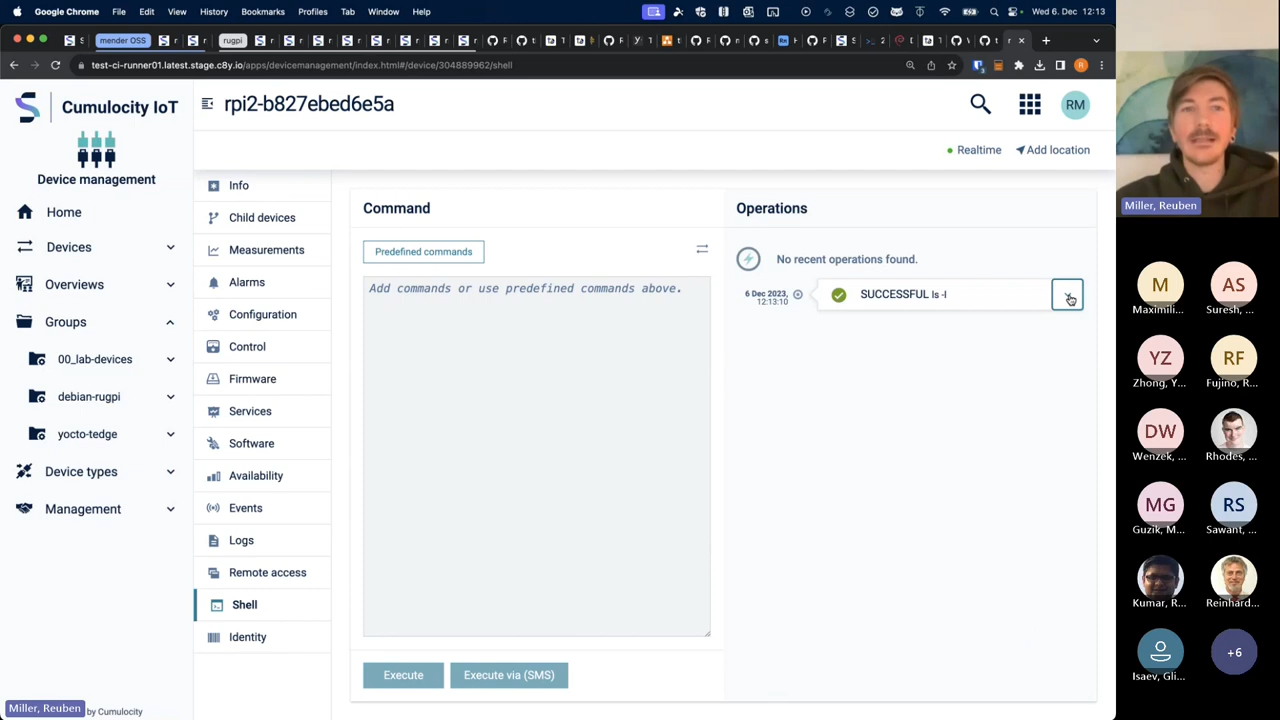 Google Chrome File Edit View History Bookmarks Profiles Tab Window Help
Wed 6. Dec 12:13
mender OSS
rugpi
test-ci-runner01.latest.stage.c8y.io/apps/devicemanagement/index.html#/device/304889962/shell
Cumulocity IoT
Device management
Home
Devices
Overviews
Groups
00_lab-devices
debian-rugpi
yocto-tedge
Device types
Management
by Cumulocity
rpi2-b827ebed6e5a
RM
Realtime
Add location
Info
Child devices
Measurements
Alarms
Configuration
Control
Firmware
Services
Software
Availability
Events
Logs
Remote access
Shell
Identity
Command
Predefined commands
Add commands or use predefined commands above.
Execute
Execute via (SMS)
Operations
No recent operations found.
6 Dec 2023,
12:13:10
SUCCESSFUL ls -l
Miller, Reuben
M
Maximili...
AS
Suresh, ...
YZ
Zhong, Y...
RF
Fujino, R...
DW
Wenzek, ...
Rhodes, ...
MG
Guzik, M...
RS
Sawant, ...
Kumar, R...
Reinhard...
Isaev, Gli...
+6
Miller, Reuben